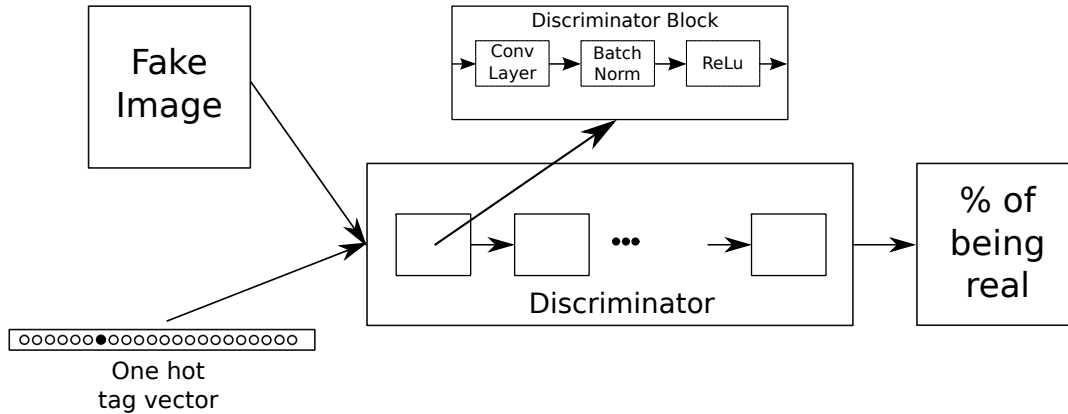 Fake
Image
Discriminator Block
Conv
Layer
Batch
Norm
ReLu
Discriminator
% of
being
real
One hot
tag vector